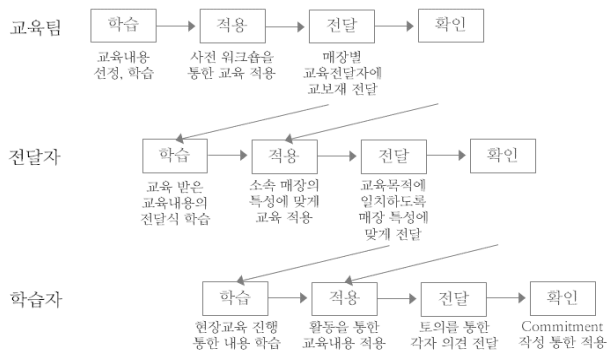 교육팀
학습
적용
전달
확인
교육내용
선정, 학습
사전 워크숍을
통한 교육 적용
매장별
교육전달자에
교보재 전달
전달자
학습
적용
전달
확인
교육 받은
교육내용의
전달식 학습
소속 매장의
특성에 맞게
교육 적용
교육목적에
일치하도록
매장 특성에
맞게 전달
학습자
학습
적용
전달
확인
현장교육 진행
통한 내용 학습
활동을 통한
교육내용 적용
토의를 통한
각자 의견 전달
Commitment
작성 통한 적용